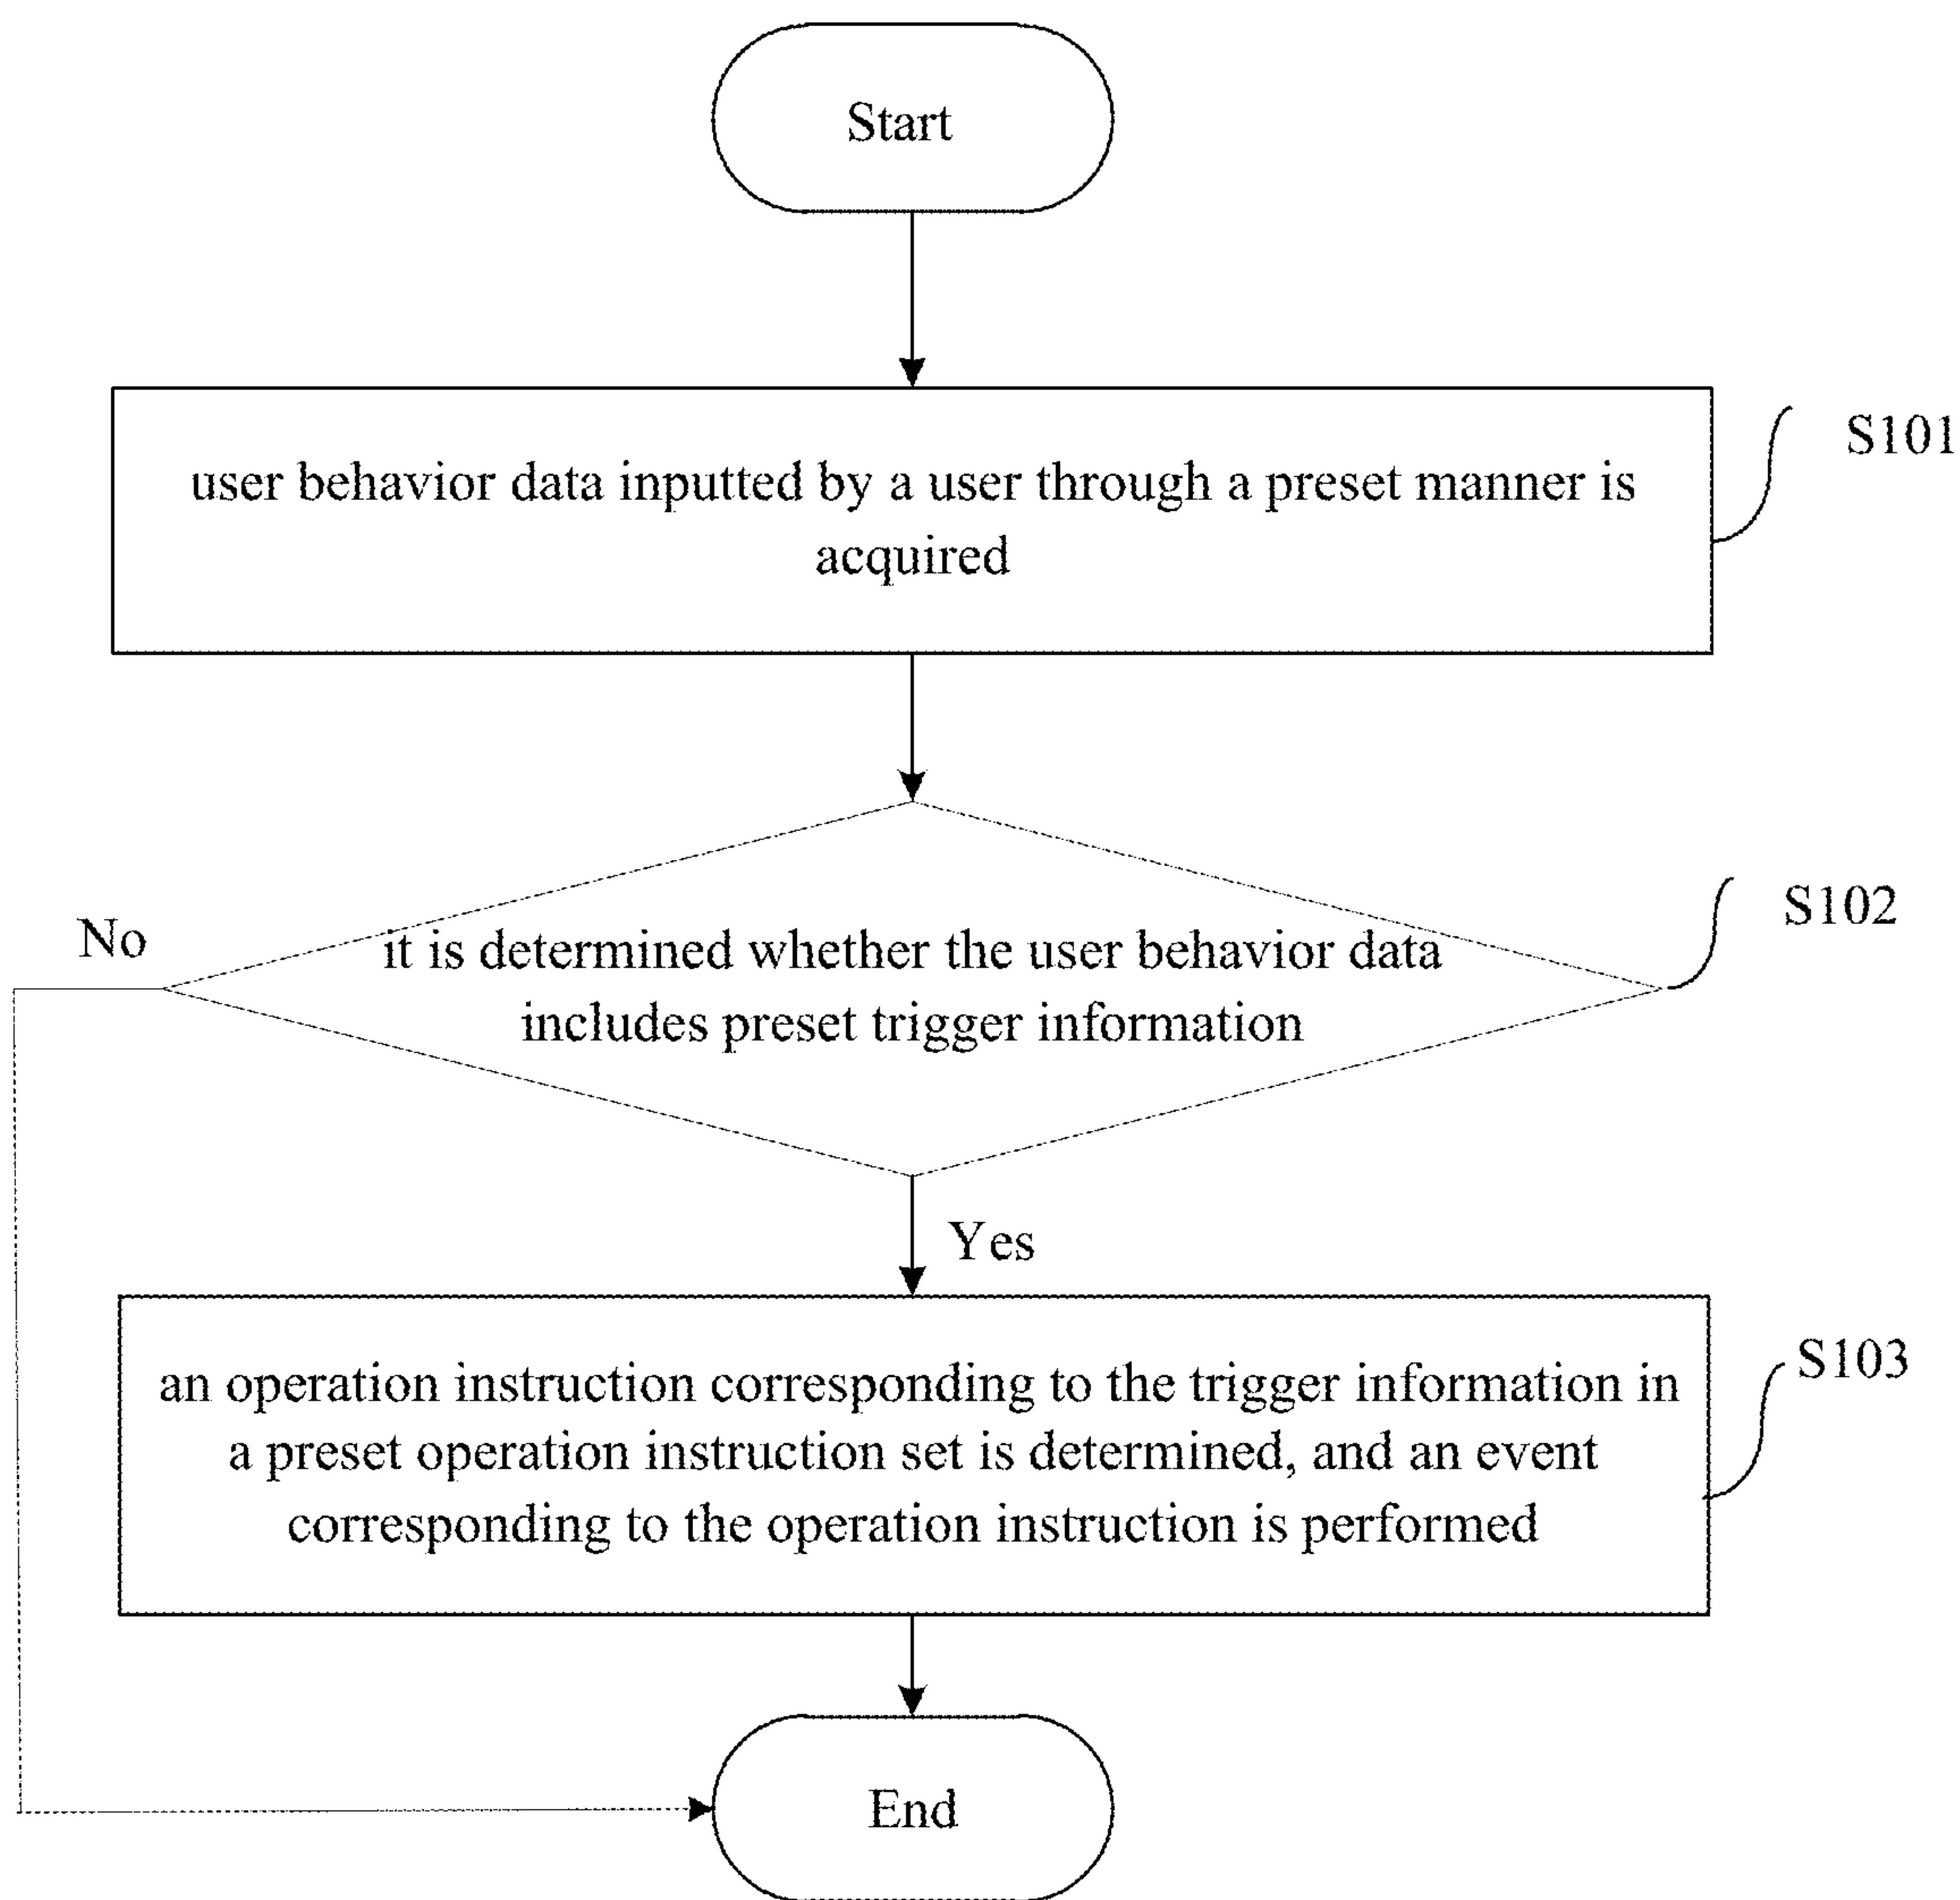 Start
user behavior data inputted by a user through a preset manner is
acquired
S101
No
it is determined whether the user behavior data
includes preset trigger information
S102
Yes
an operation instruction corresponding to the trigger information in
a preset operation instruction set is determined, and an event
corresponding to the operation instruction is performed
S103
End